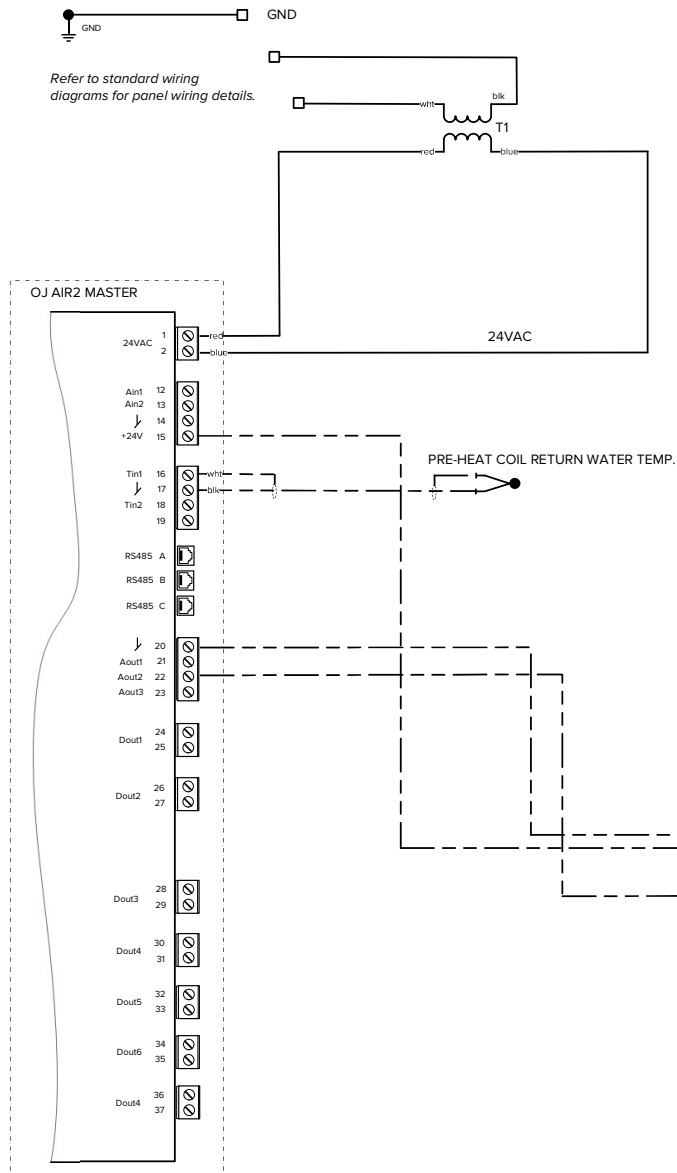 GND
GND
Refer to standard wiring
diagrams for panel wiring details.
blk
wht
T1
red
blue
OJ AIR2 MASTER
24VAC
1
2
red
blue
24VAC
Ain1 12
Ain2 13
14
+24V 15
PRE-HEAT COIL RETURN WATER TEMP.
Tin1 16
wht
17
blk
Tin2 18
19
RS485 A
RS485 B
RS485 C
20
Aout1 21
Aout2 22
Aout3 23
Dout1
24
25
Dout2
26
27
Dout3
28
29
Dout4
30
31
Dout5
32
33
Dout6
34
35
Dout4
36
37